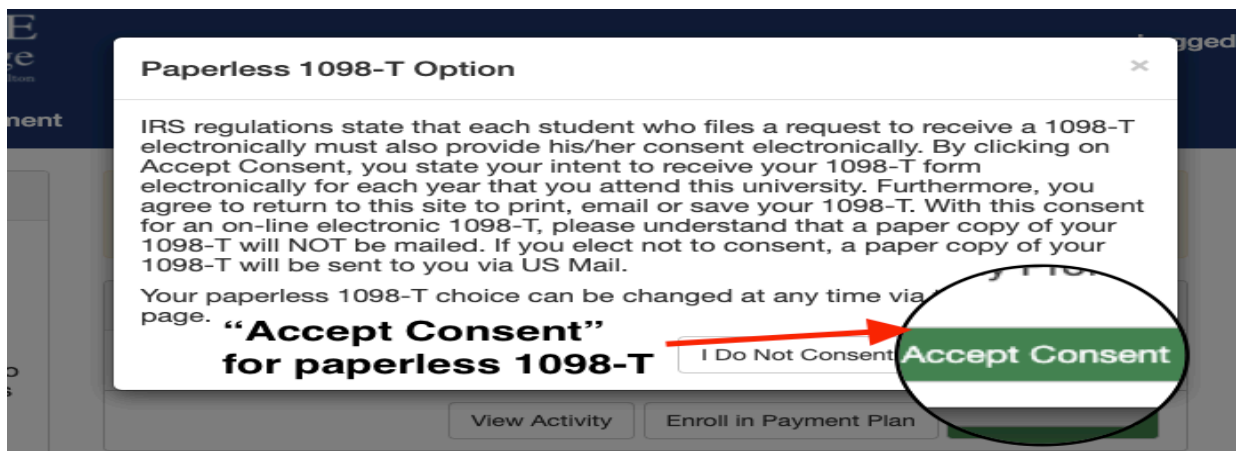 E
ge
lton
Logged
ment
Paperless 1098-T Option
×
IRS regulations state that each student who files a request to receive a 1098-T
electronically must also provide his/her consent electronically. By clicking on
Accept Consent, you state your intent to receive your 1098-T form
electronically for each year that you attend this university. Furthermore, you
agree to return to this site to print, email or save your 1098-T. With this consent
for an on-line electronic 1098-T, please understand that a paper copy of your
1098-T will NOT be mailed. If you elect not to consent, a paper copy of your
1098-T will be sent to you via US Mail.
Your paperless 1098-T choice can be changed at any time via
page.
“Accept Consent”
for paperless 1098-T
I Do Not Consent
Accept Consent
View Activity
Enroll in Payment Plan